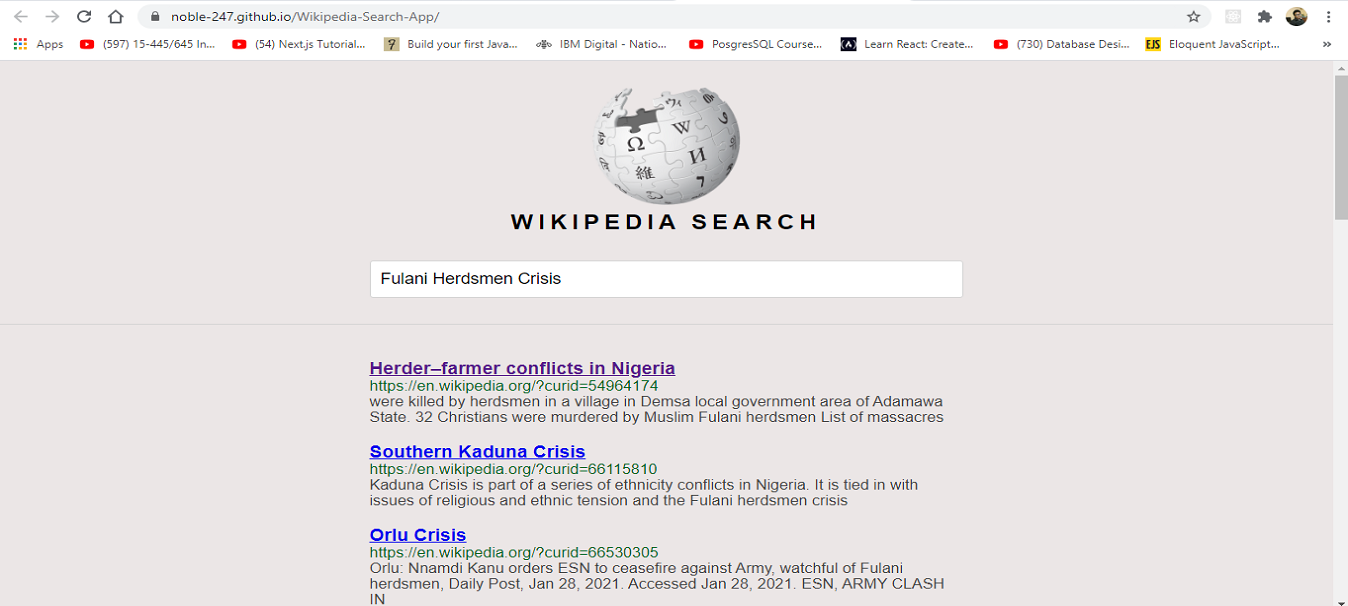 noble-247.github.io/Wikipedia-Search-App/
Apps (597) 15-445/645 In... (54) Next.js Tutorial... Build your first Java... IBM Digital - Natio... PosgresSQL Course... Learn React: Create... (730) Database Desi... EJS Eloquent JavaScript... »
Ω W И
維 7
WIKIPEDIA SEARCH
Fulani Herdsmen Crisis
Herder–farmer conflicts in Nigeria
https://en.wikipedia.org/?curid=54964174
were killed by herdsmen in a village in Demsa local government area of Adamawa
State. 32 Christians were murdered by Muslim Fulani herdsmen List of massacres
Southern Kaduna Crisis
https://en.wikipedia.org/?curid=66115810
Kaduna Crisis is part of a series of ethnicity conflicts in Nigeria. It is tied in with
issues of religious and ethnic tension and the Fulani herdsmen crisis
Orlu Crisis
https://en.wikipedia.org/?curid=66530305
Orlu: Nnamdi Kanu orders ESN to ceasefire against Army, watchful of Fulani
herdsmen, Daily Post, Jan 28, 2021. Accessed Jan 28, 2021. ESN, ARMY CLASH
IN